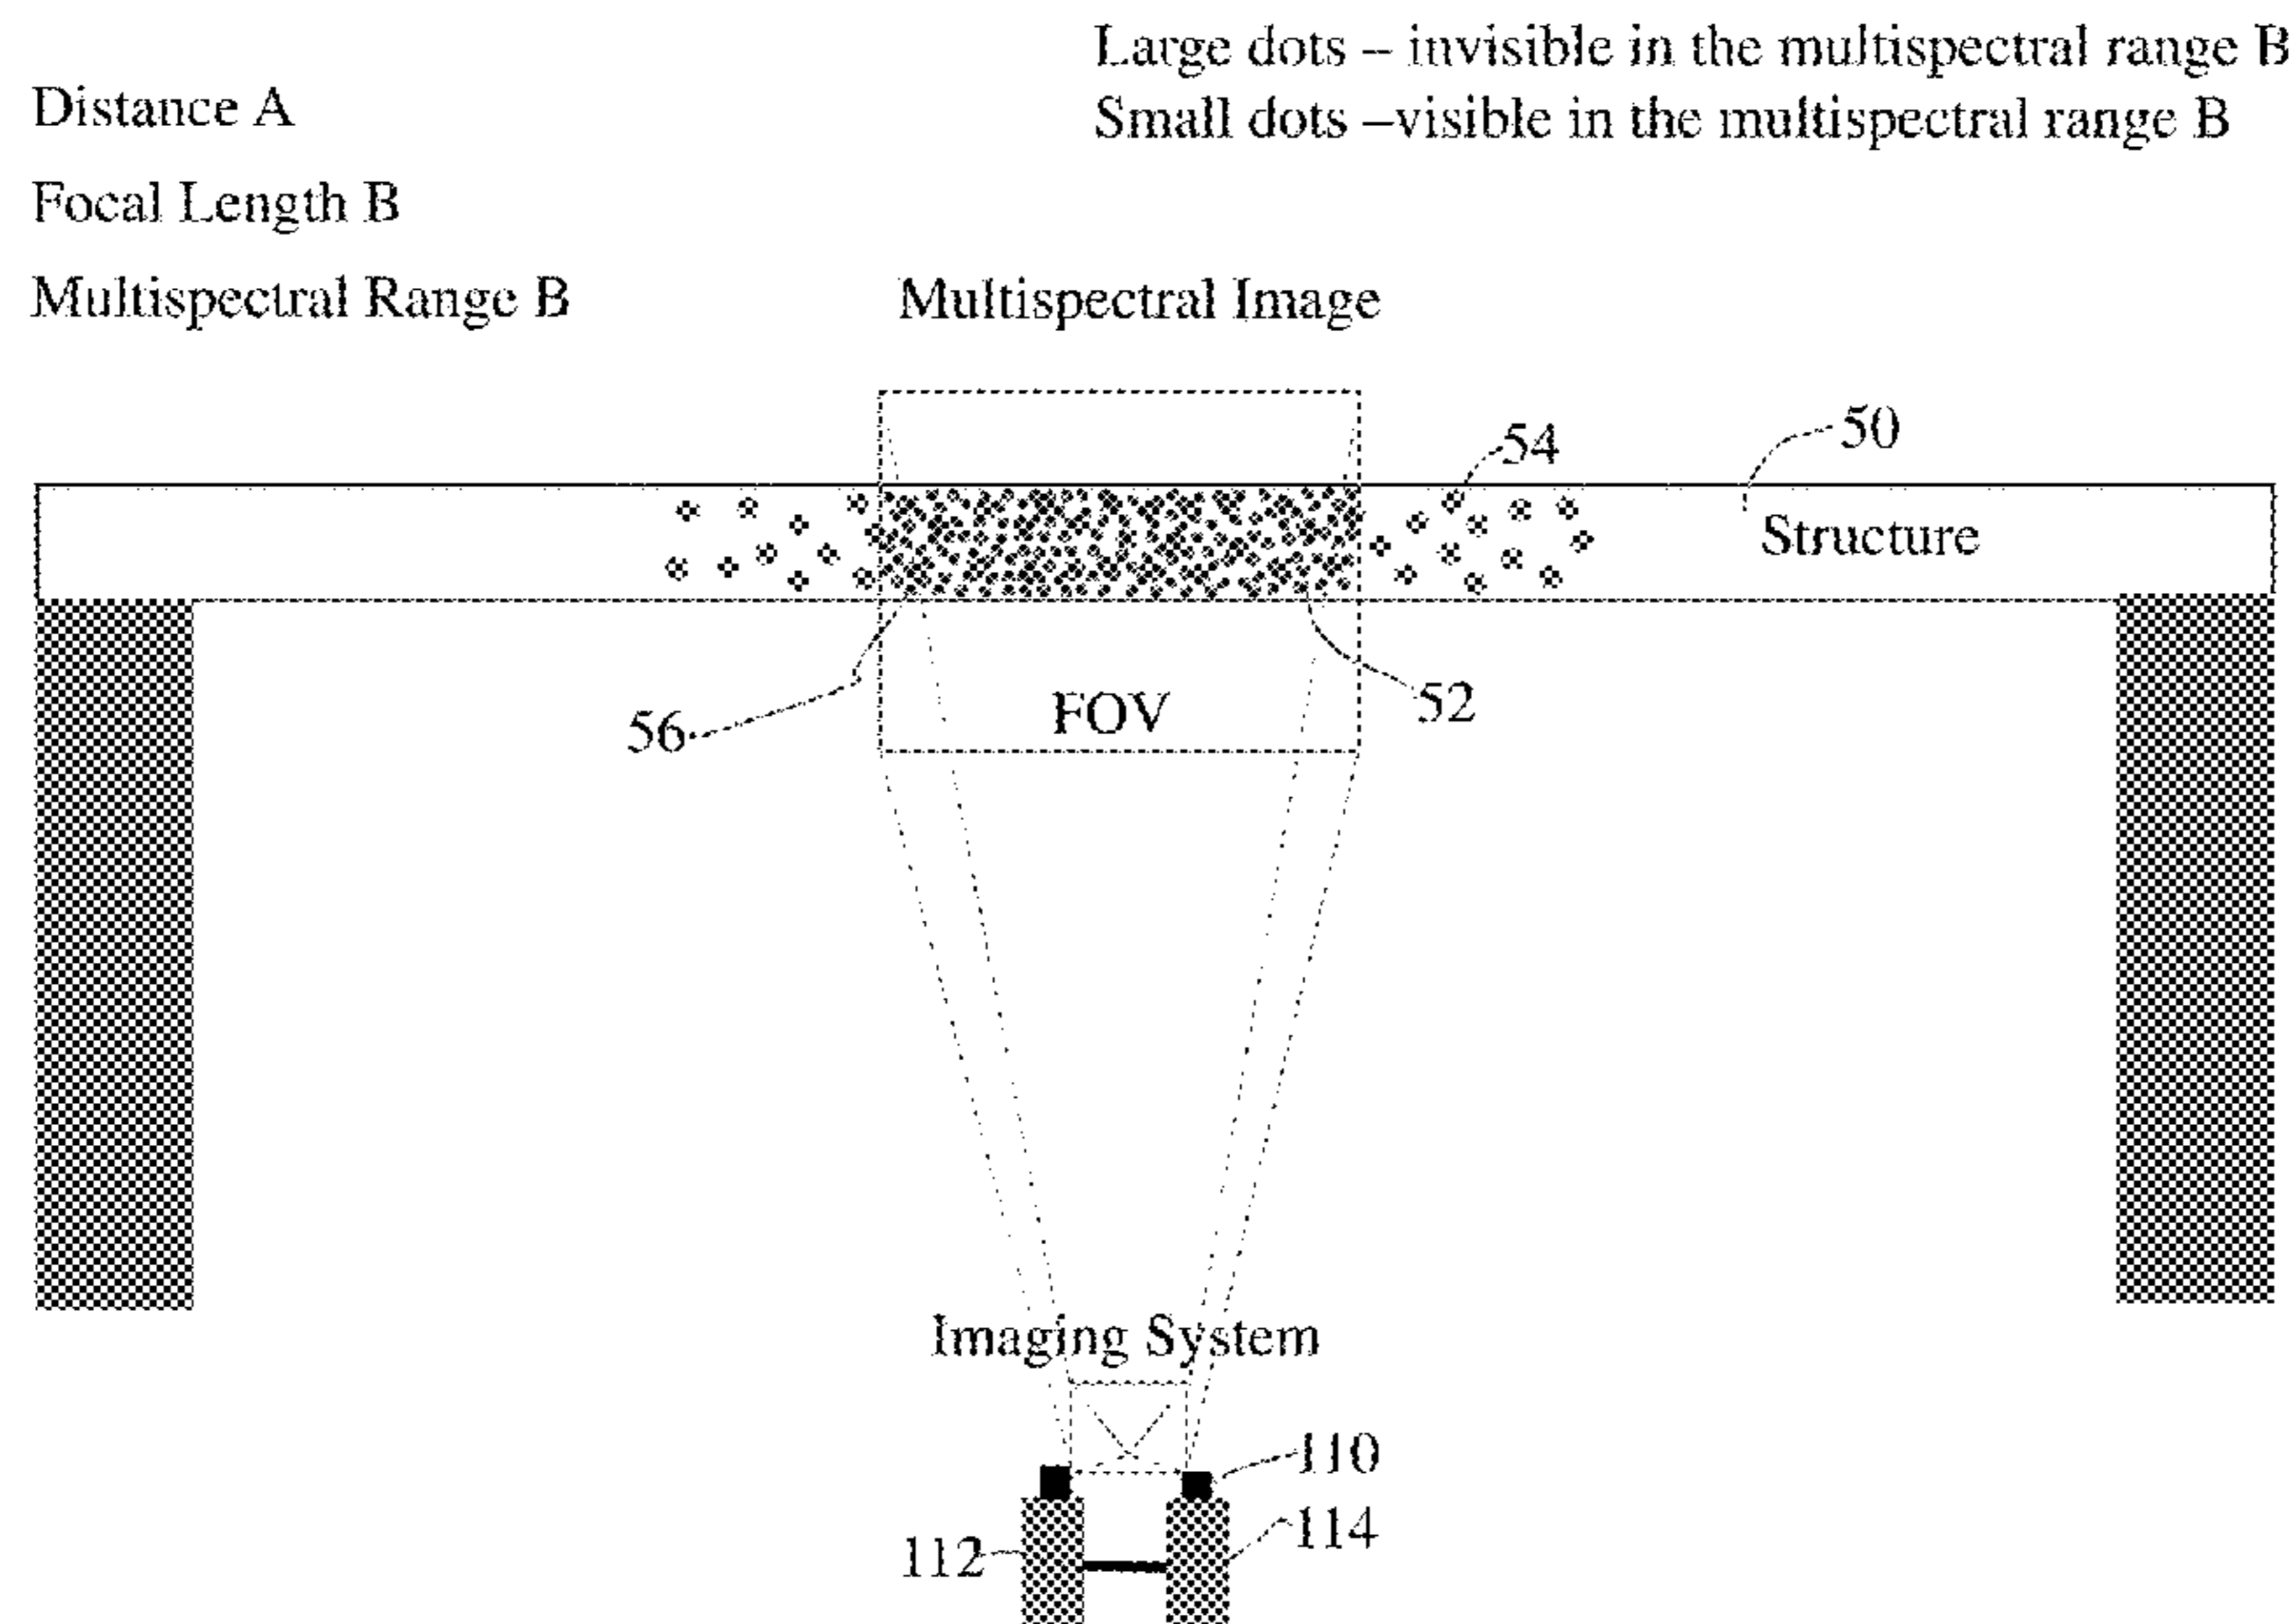 Large dots – invisible in the multispectral range B
Small dots –visible in the multispectral range B
Distance A
Focal Length B
Multispectral Range B
Multispectral Image
54
50
Structure
56
FOV
52
Imaging System
110
114
112